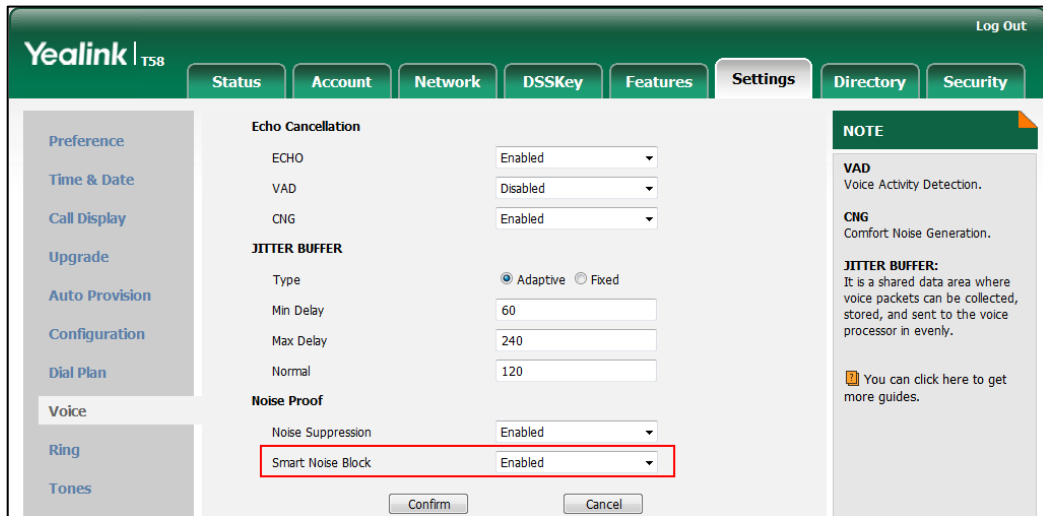 Log Out
Yealink | T58
Status Account Network DSSKey Features Settings Directory Security
Preference
Time & Date
Call Display
Upgrade
Auto Provision
Configuration
Dial Plan
Voice
Ring
Tones
Echo Cancellation
ECHO Enabled
VAD Disabled
CNG Enabled
JITTER BUFFER
Type Adaptive Fixed
Min Delay 60
Max Delay 240
Normal 120
Noise Proof
Noise Suppression Enabled
Smart Noise Block Enabled
Confirm Cancel
NOTE
VAD
Voice Activity Detection.
CNG
Comfort Noise Generation.
JITTER BUFFER:
It is a shared data area where
voice packets can be collected,
stored, and sent to the voice
processor in evenly.
You can click here to get
more guides.